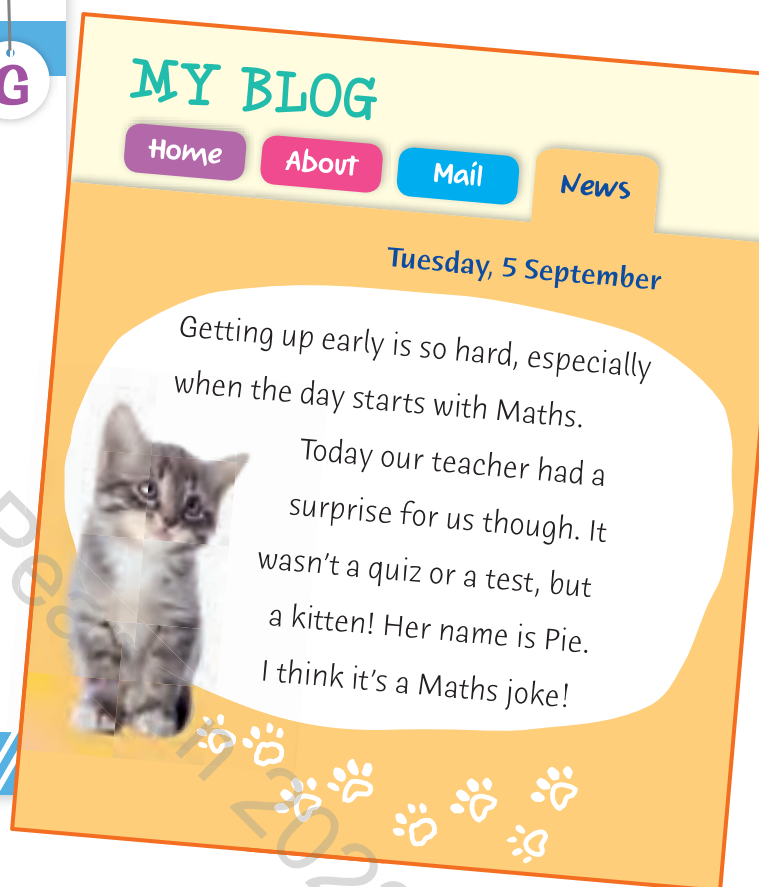 G
MY BLOG
Home
About
Mail
News
Tuesday, 5 September
Getting up early is so hard, especially
when the day starts with Maths.
Today our teacher had a
surprise for us though. It
wasn't a quiz or a test, but
a kitten! Her name is Pie.
I think it's a Maths joke!